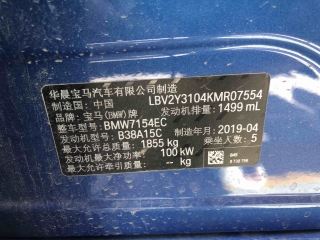 华晨宝马汽车有限公司制造
制造国：中国 LBV2Y3104KMR07554
品牌：宝马(BMW)牌 发动机排量：1499 mL
整车型号：BMW7154EC
发动机型号：B38A15C 制造年月：2019-04
最大允许总质量：1855 kg 乘坐人数：5
最大净功率：100 kW
最大允许牵引质量：--kg